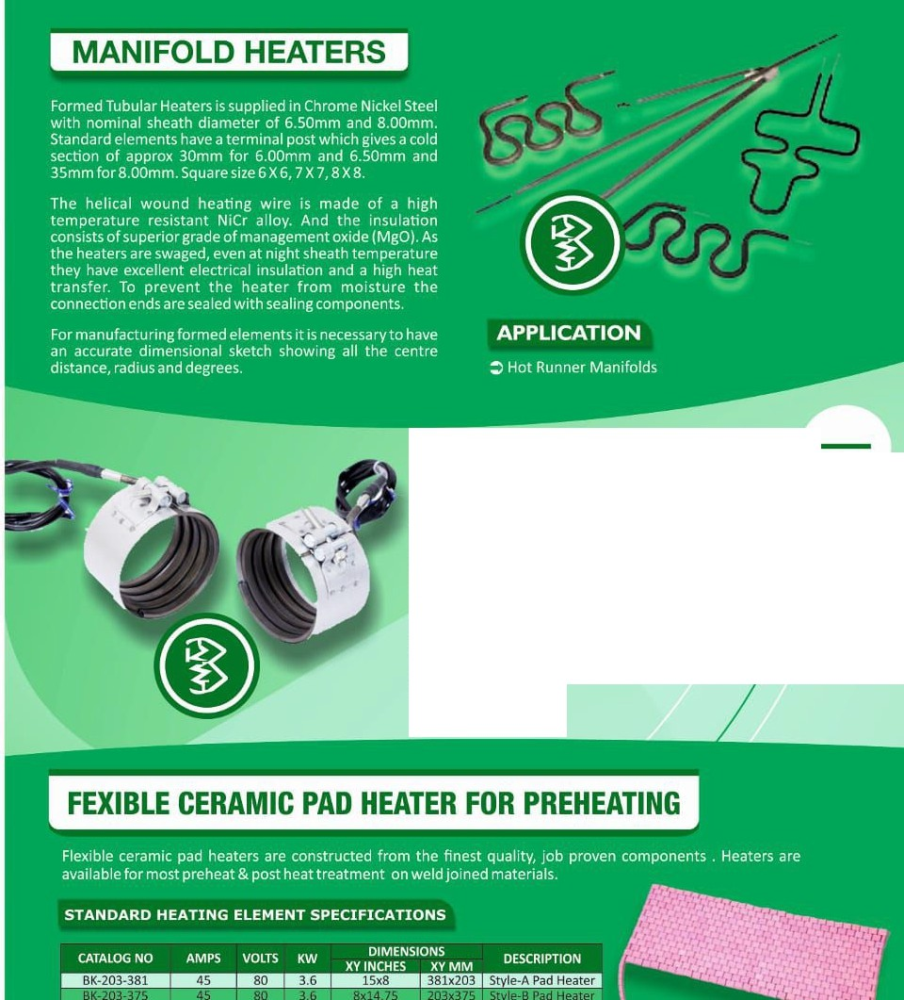 MANIFOLD HEATERS
Formed Tubular Heaters is supplied in Chrome Nickel Steel
with nominal sheath diameter of 6.50mm and 8.00mm.
Standard elements have a terminal post which gives a cold
section of approx 30mm for 6.00mm and 6.50mm and
35mm for 8.00mm. Square size 6 X 6, 7 X 7, 8 X 8.
The helical wound heating wire is made of a high
temperature resistant NiCr alloy. And the insulation
consists of superior grade of management oxide (MgO). As
the heaters are swaged, even at night sheath temperature
they have excellent electrical insulation and a high heat
transfer. To prevent the heater from moisture the
connection ends are sealed with sealing components.
For manufacturing formed elements it is necessary to have
an accurate dimensional sketch showing all the centre
distance, radius and degrees.
APPLICATION
Hot Runner Manifolds
FEXIBLE CERAMIC PAD HEATER FOR PREHEATING
Flexible ceramic pad heaters are constructed from the finest quality, job proven components . Heaters are
available for most preheat & post heat treatment on weld joined materials.
STANDARD HEATING ELEMENT SPECIFICATIONS
CATALOG NO AMPS VOLTS KW DIMENSIONS DESCRIPTION
XY INCHES XY MM
BK-203-381 45 80 3.6 15x8 381x203 Style-A Pad Heater
BK-203-375 45 80 3.6 8x14.75 203x375 Style-B Pad Heater